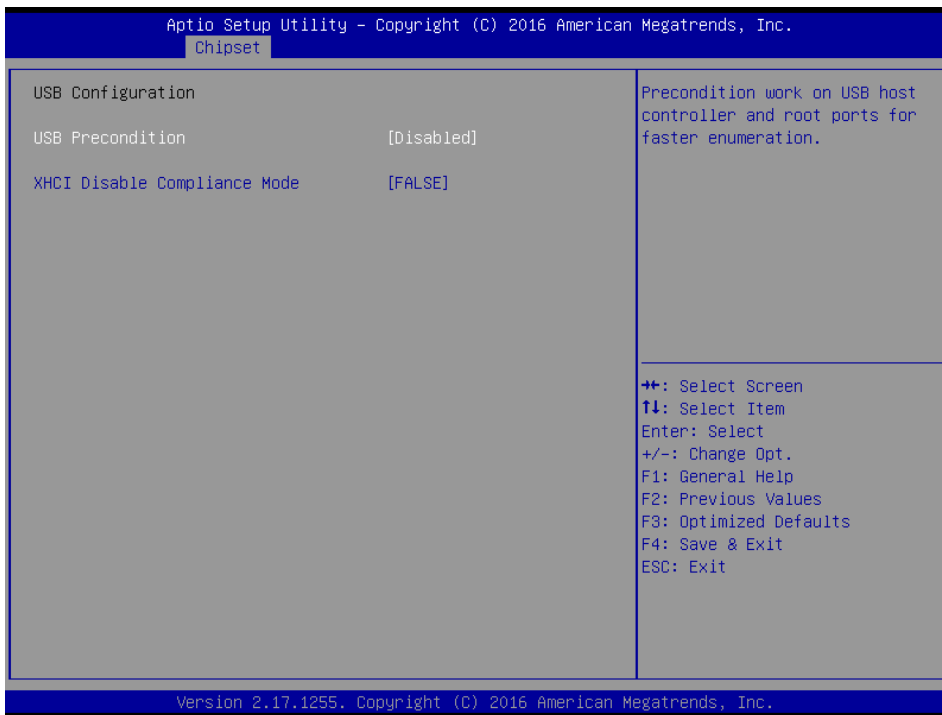 Aptio Setup Utility – Copyright (C) 2016 American Megatrends, Inc.
Chipset
USB Configuration
USB Precondition [Disabled]
XHCI Disable Compliance Mode [FALSE]
Precondition work on USB host
controller and root ports for
faster enumeration.
→←: Select Screen
↑↓: Select Item
Enter: Select
+/-: Change Opt.
F1: General Help
F2: Previous Values
F3: Optimized Defaults
F4: Save & Exit
ESC: Exit
Version 2.17.1255. Copyright (C) 2016 American Megatrends, Inc.